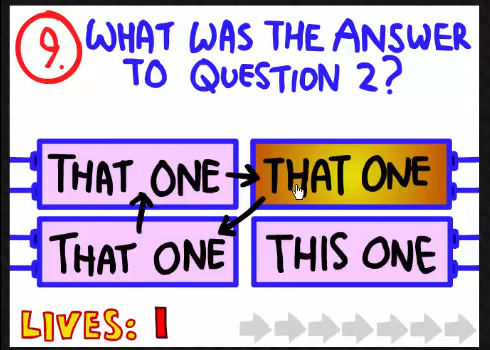 9. WHAT WAS THE ANSWER
TO QUESTION 2?
THAT ONE THAT ONE
THAT ONE THIS ONE
LIVES: 1